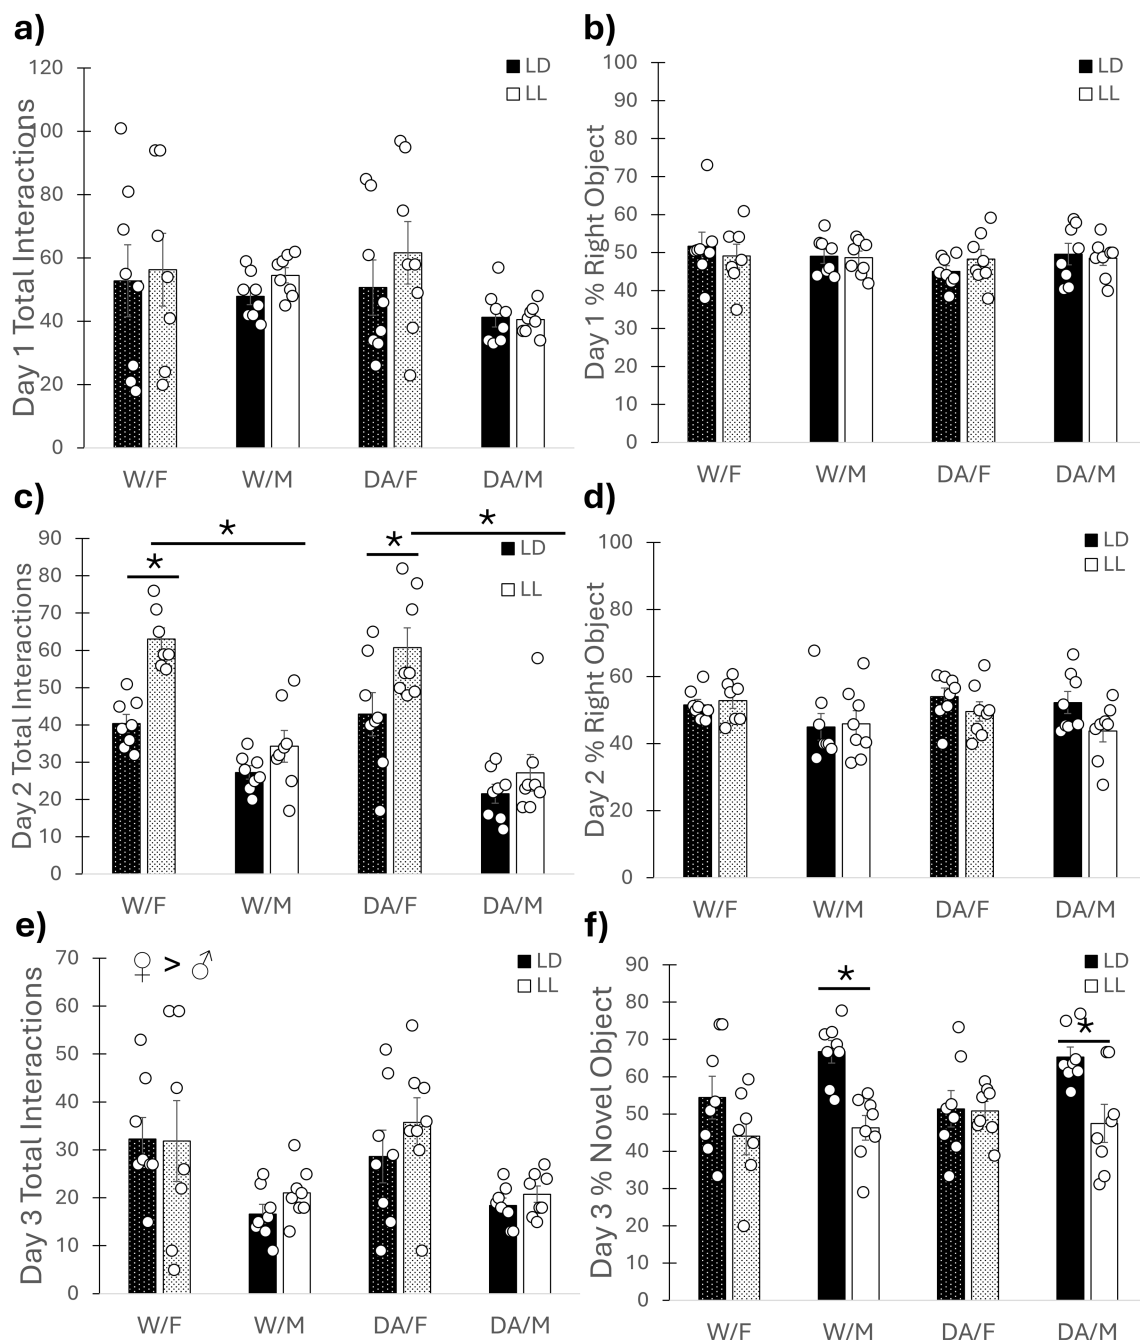 a)
Day 1 Total Interactions
120
100
80
60
40
20
0
LD
LL
W/F W/M DA/F DA/M
b)
Day 1 % Right Object
100
90
80
70
60
50
40
30
20
10
0
LD
LL
W/F W/M DA/F DA/M
c)
Day 2 Total Interactions
90
80
70
60
50
40
30
20
10
0
* * * *
LD
LL
W/F W/M DA/F DA/M
d)
Day 2 % Right Object
100
80
60
40
20
0
LD
LL
W/F W/M DA/F DA/M
e)
Day 3 Total Interactions
70
60
50
40
30
20
10
0
♀ > ♂
LD
LL
W/F W/M DA/F DA/M
f)
Day 3 % Novel Object
90
80
70
60
50
40
30
20
10
0
* *
LD
LL
W/F W/M DA/F DA/M